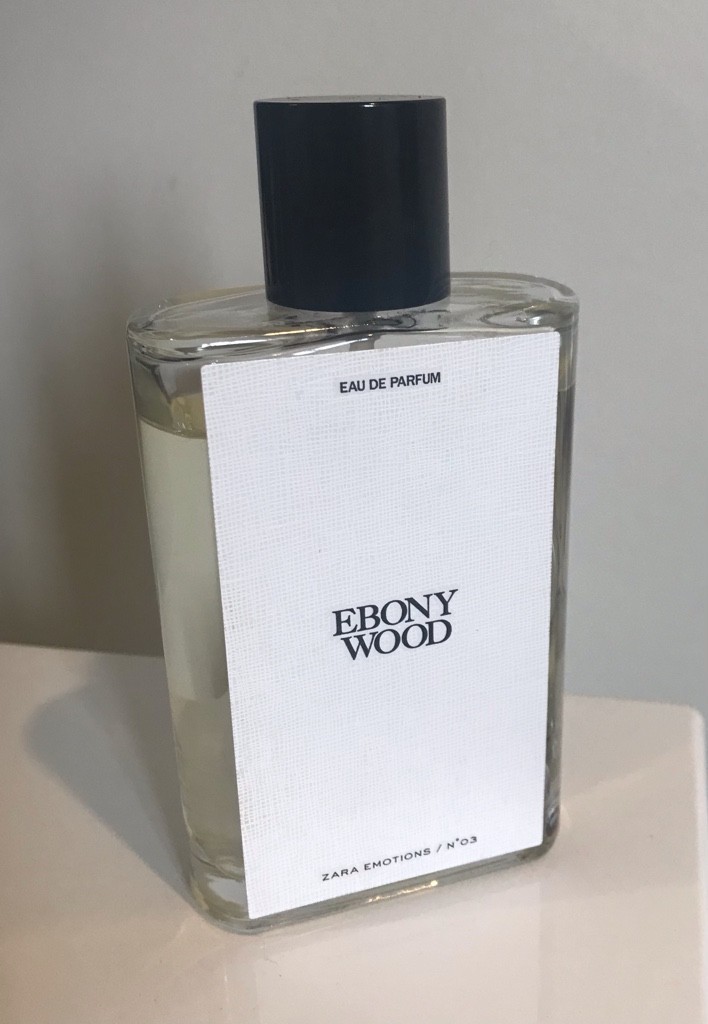 EAU DE PARFUM
EBONY
WOOD
ZARA EMOTIONS / N°03